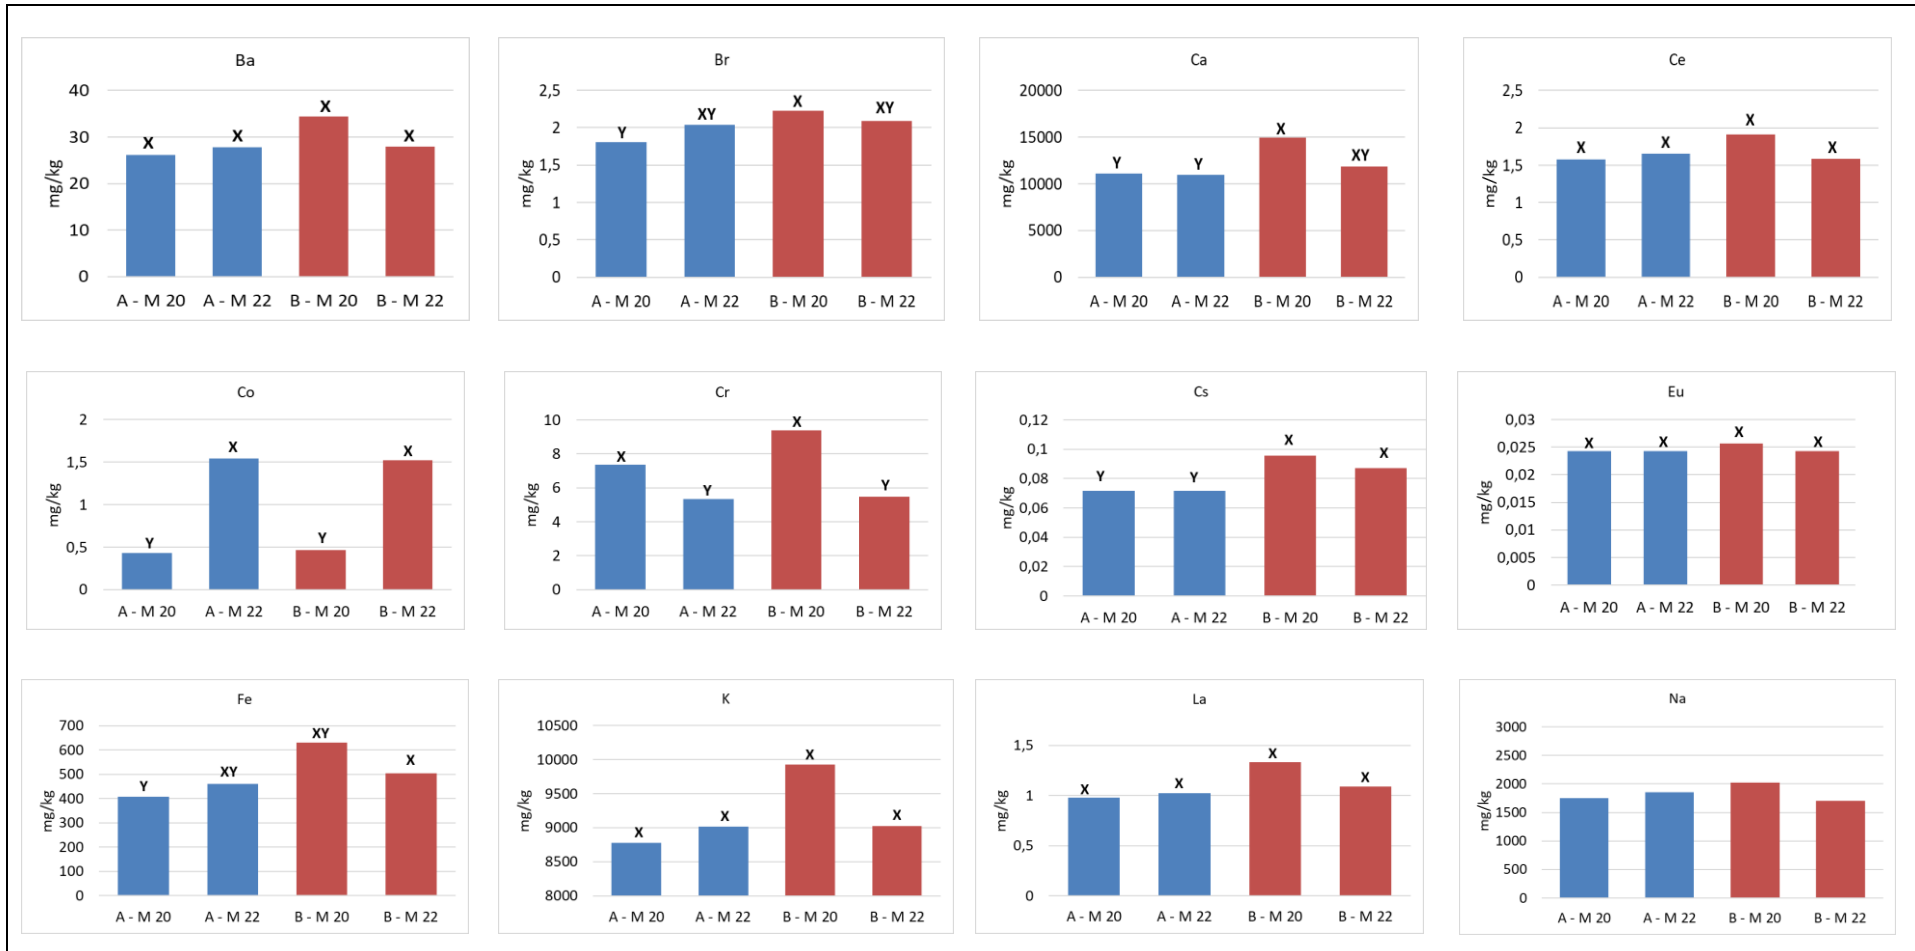 Ba
40
30
20
10
0
mg/kg
X
X
X
X
A - M 20 A - M 22 B - M 20 B - M 22
Br
2,5
2
1,5
1
0,5
0
mg/kg
Y
XY
X
XY
A - M 20 A - M 22 B - M 20 B - M 22
Ca
20000
15000
10000
5000
0
mg/kg
Y
Y
X
XY
A - M 20 A - M 22 B - M 20 B - M 22
Ce
2,5
2
1,5
1
0,5
0
mg/kg
X
X
X
X
A - M 20 A - M 22 B - M 20 B - M 22
Co
2
1,5
1
0,5
0
mg/kg
Y
X
Y
X
A - M 20 A - M 22 B - M 20 B - M 22
Cr
10
8
6
4
2
0
mg/kg
X
Y
X
Y
A - M 20 A - M 22 B - M 20 B - M 22
Cs
0,12
0,1
0,08
0,06
0,04
0,02
0
mg/kg
Y
Y
X
X
A - M 20 A - M 22 B - M 20 B - M 22
Eu
0,03
0,025
0,02
0,015
0,01
0,005
0
mg/kg
X
X
X
X
A - M 20 A - M 22 B - M 20 B - M 22
Fe
700
600
500
400
300
200
100
0
mg/kg
Y
XY
XY
X
A - M 20 A - M 22 B - M 20 B - M 22
K
10500
10000
9500
9000
8500
8000
mg/kg
X
X
X
X
A - M 20 A - M 22 B - M 20 B - M 22
La
1,5
1
0,5
0
mg/kg
X
X
X
X
A - M 20 A - M 22 B - M 20 B - M 22
Na
3000
2500
2000
1500
1000
500
0
mg/kg
A - M 20 A - M 22 B - M 20 B - M 22